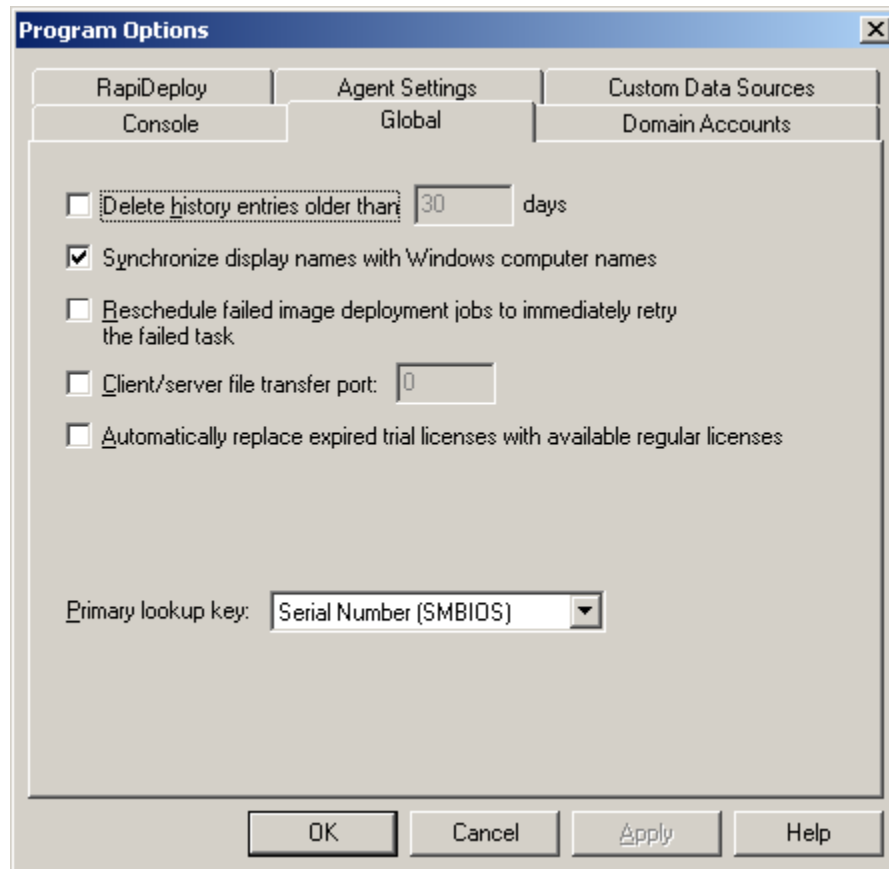 Program Options
RapiDeploy
Agent Settings
Custom Data Sources
Console
Global
Domain Accounts
Delete history entries older than 30 days
Synchronize display names with Windows computer names
Reschedule failed image deployment jobs to immediately retry
the failed task
Client/server file transfer port: 0
Automatically replace expired trial licenses with available regular licenses
Primary lookup key: Serial Number (SMBIOS)
OK
Cancel
Apply
Help